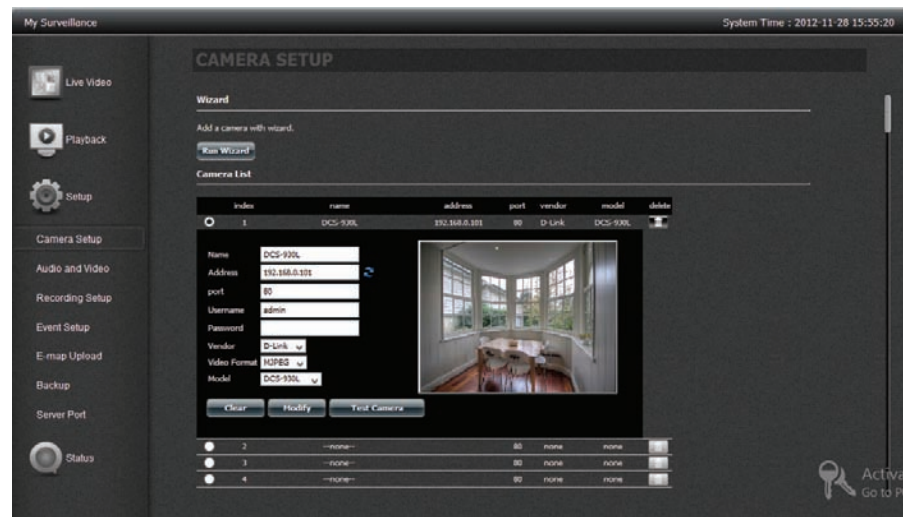 My Surveillance System Time : 2012-11-28 15:55:20
CAMERA SETUP
Live Video
Wizard
Add a camera with wizard.
Playback
Run Wizard
Camera List
Setup
index name address port vendor model delete
1 DCS-930L 192.168.0.101 80 D-Link DCS-930L
Camera Setup
Name DCS-930L
Audio and Video
Address 192.168.0.101
port 80
Recording Setup
Username admin
Event Setup
Password
Vendor D-Link
E-map Upload
Video Format MJPEG
Model DCS-930L
Backup
Clear Modify Test Camera
Server Port
2 --none-- 80 none none
Status
3 --none-- 80 none none
4 --none-- 80 none none
Activa
Go to P